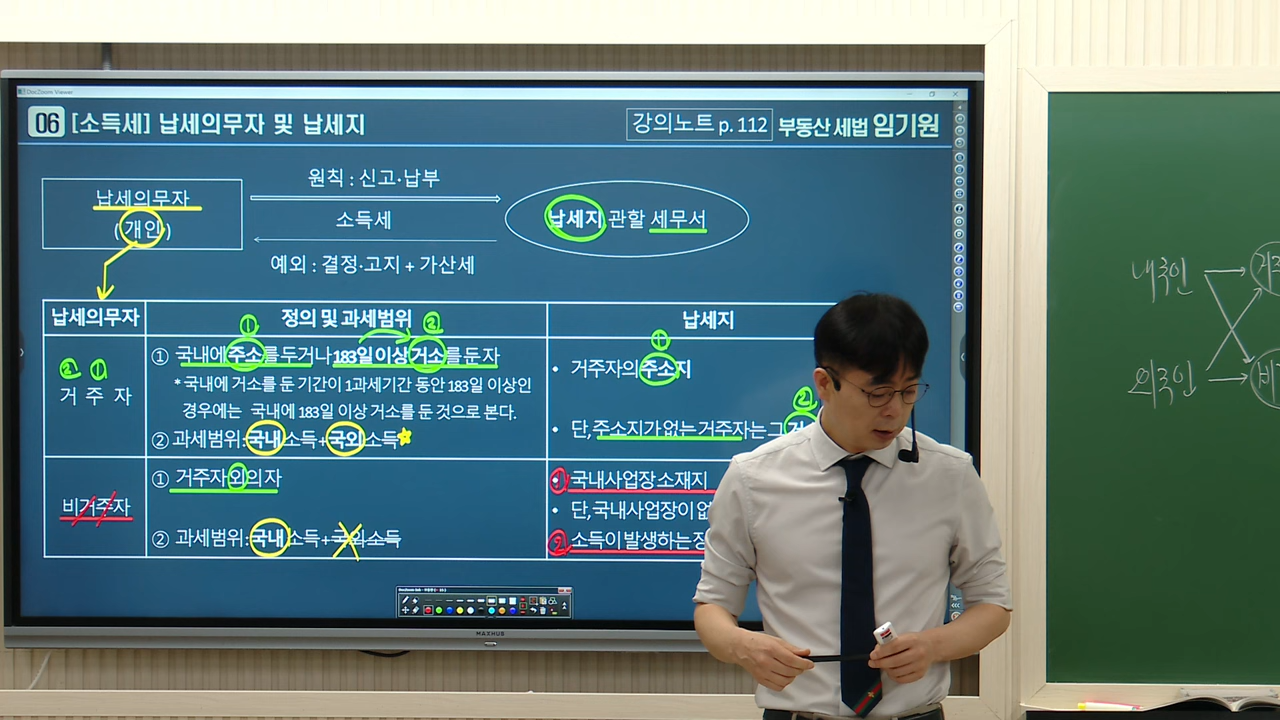 DocZoom Viewer
06 [소득세] 납세의무자 및 납세지
강의노트 p. 112 부동산 세법 임기원
납세의무자
(개인)
원칙 : 신고·납부
소득세
예외 : 결정·고지 + 가산세
납세지 관할 세무서
납세의무자 정의 및 과세범위 납세지
① ②
② ①
거 주 자
① 국내에 주소를 두거나 183일 이상 거소를 둔 자
* 국내에 거소를 둔 기간이 1과세기간 동안 183일 이상인
경우에는 국내에 183일 이상 거소를 둔 것으로 본다.
② 과세범위: 국내소득 + 국외소득
①
• 거주자의 주소지
②
• 단, 주소지가 없는 거주자는 그
비거주자
① 거주자 외의 자
② 과세범위: 국내소득 + 국외소득
① 국내사업장 소재지
• 단, 국내사업장이 없
② 소득이 발생하는 장
MAXHUB
내국인
외국인